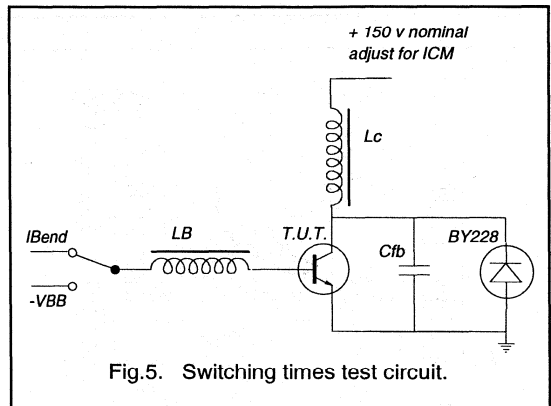 + 150 v nominal
adjust for ICM
Lc
IBend
LB
T.U.T.
Cfb
BY228
-VBB
Fig.5. Switching times test circuit.